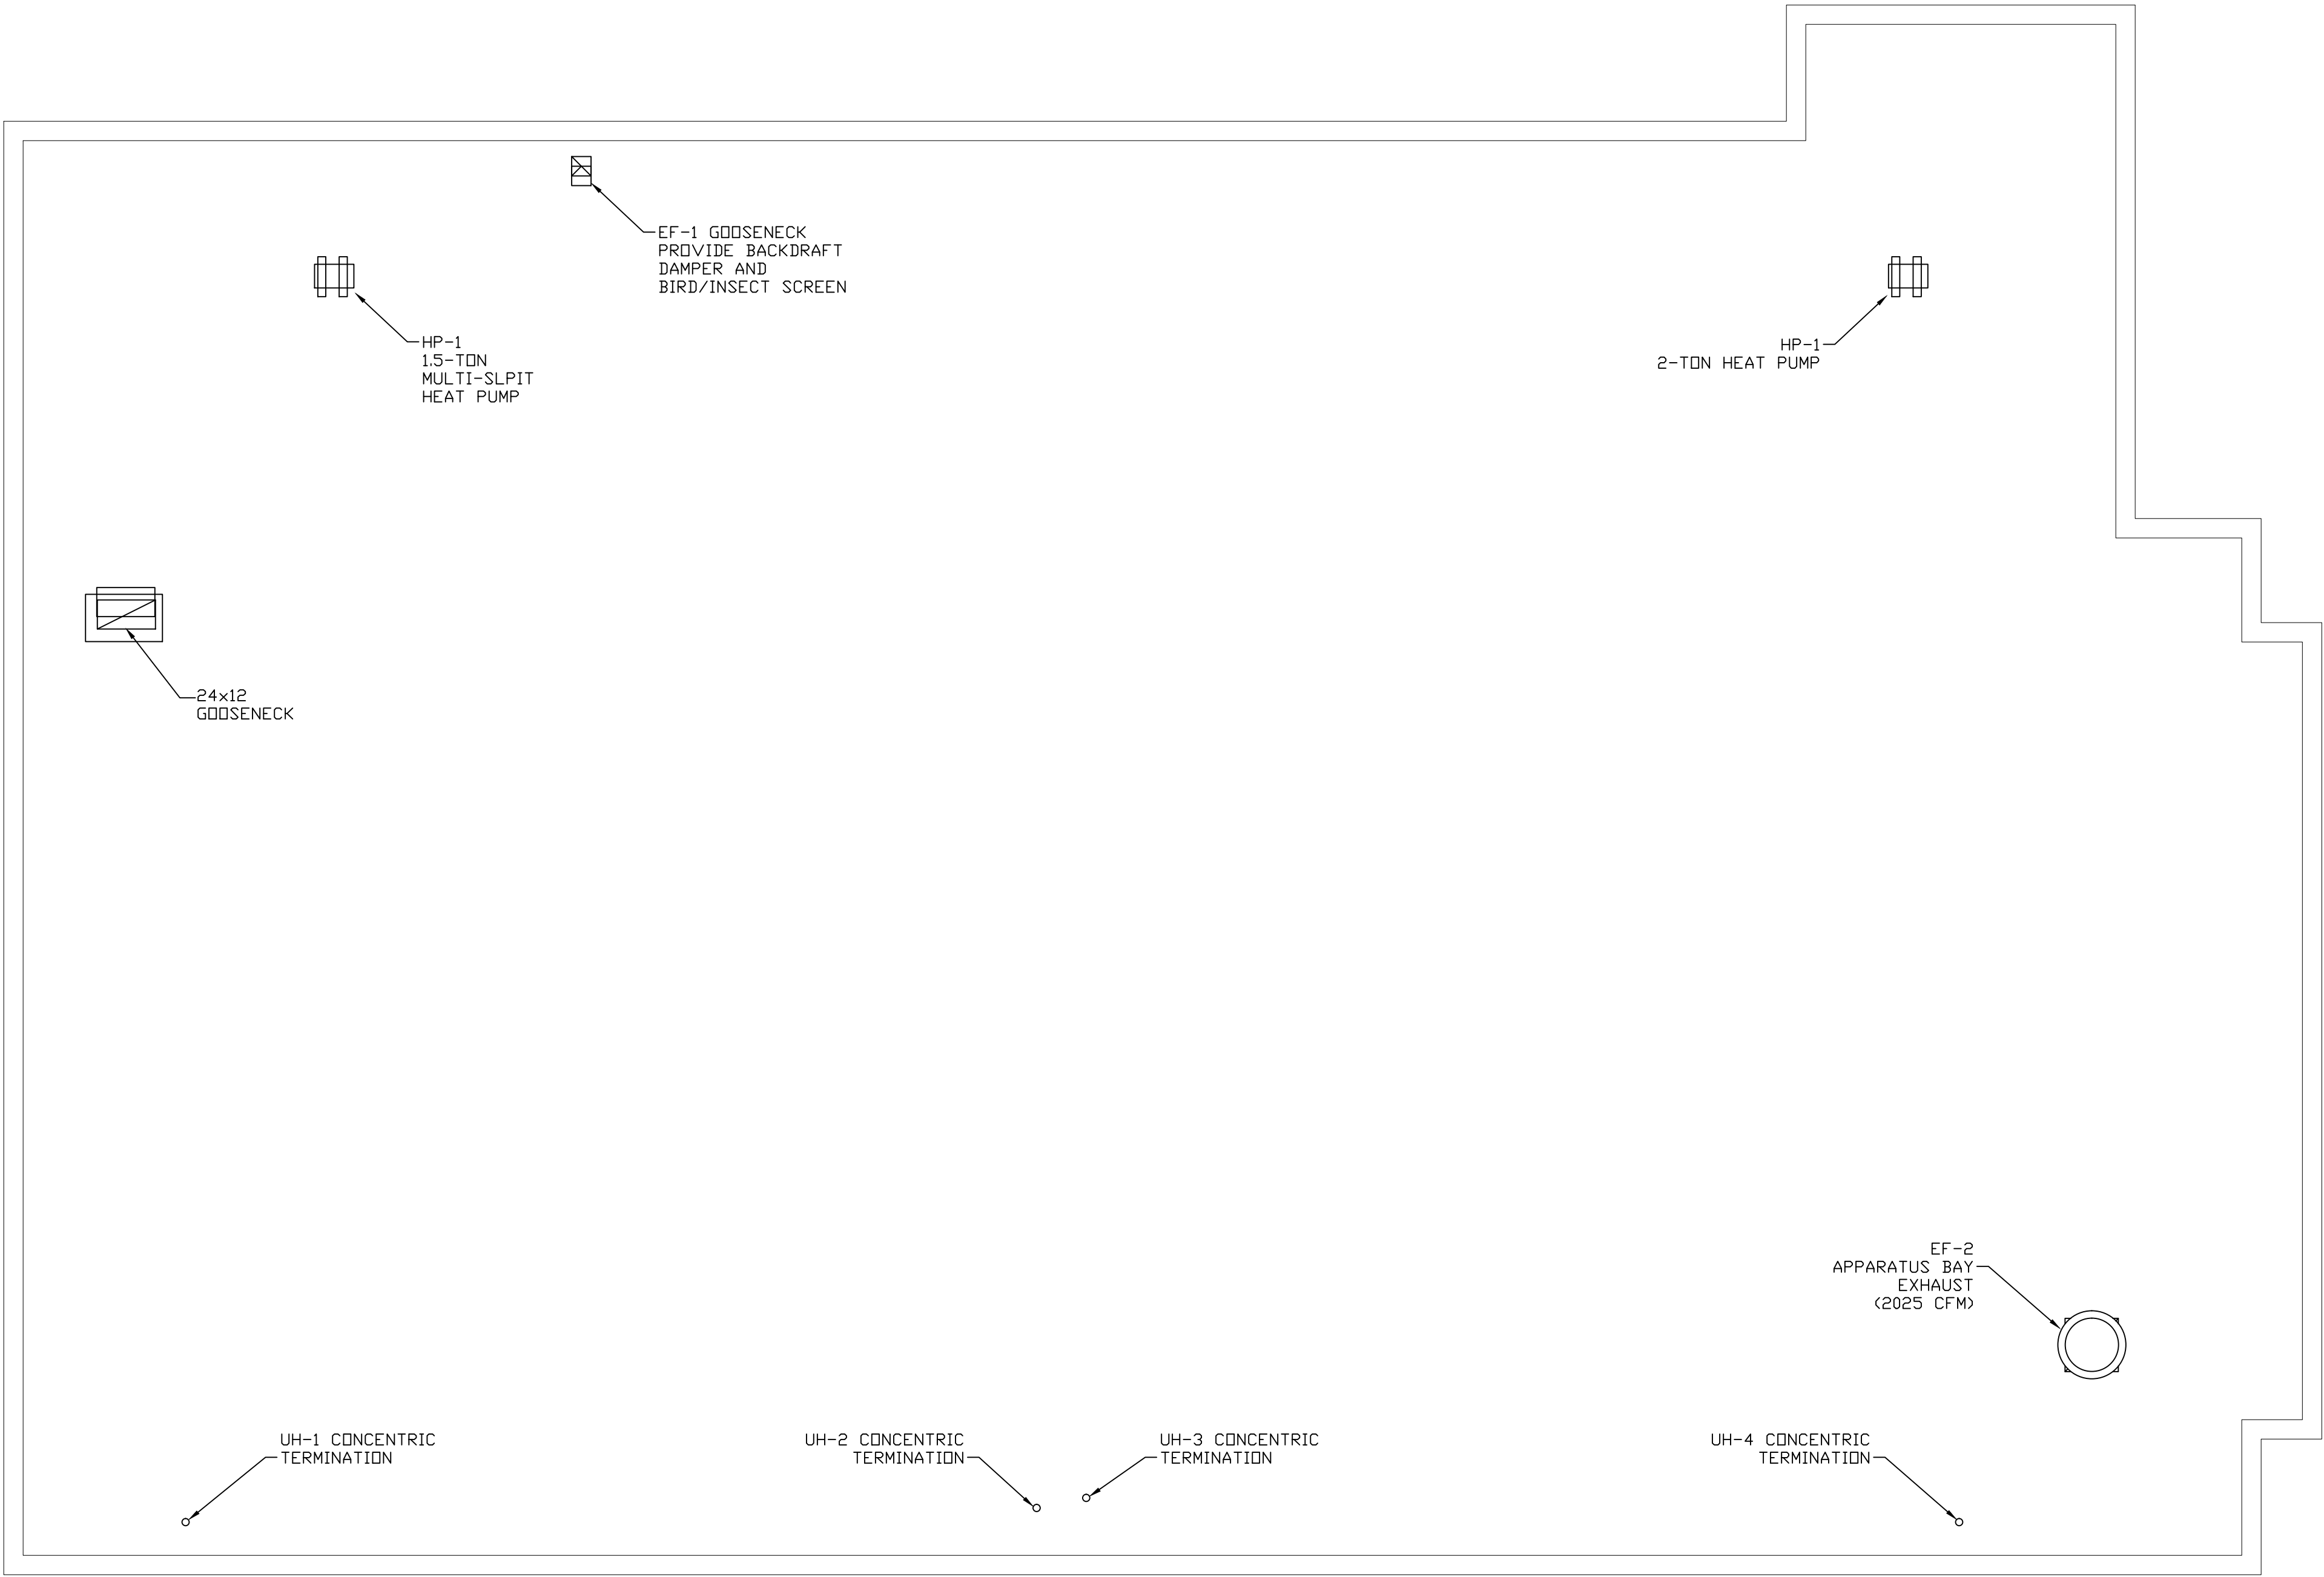 EF-1 GOOSENECK
PROVIDE BACKDRAFT
DAMPER AND
BIRD/INSECT SCREEN
HP-1
1.5-TON
MULTI-SLPIT
HEAT PUMP
HP-1
2-TON HEAT PUMP
24x12
GOOSENECK
EF-2
APPARATUS BAY
EXHAUST
(2025 CFM)
UH-1 CONCENTRIC
TERMINATION
UH-2 CONCENTRIC
TERMINATION
UH-3 CONCENTRIC
TERMINATION
UH-4 CONCENTRIC
TERMINATION